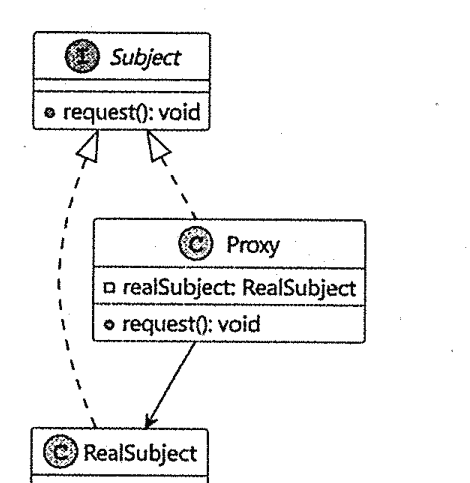 I Subject
request(): void
C Proxy
realSubject: RealSubject
request(): void
C RealSubject